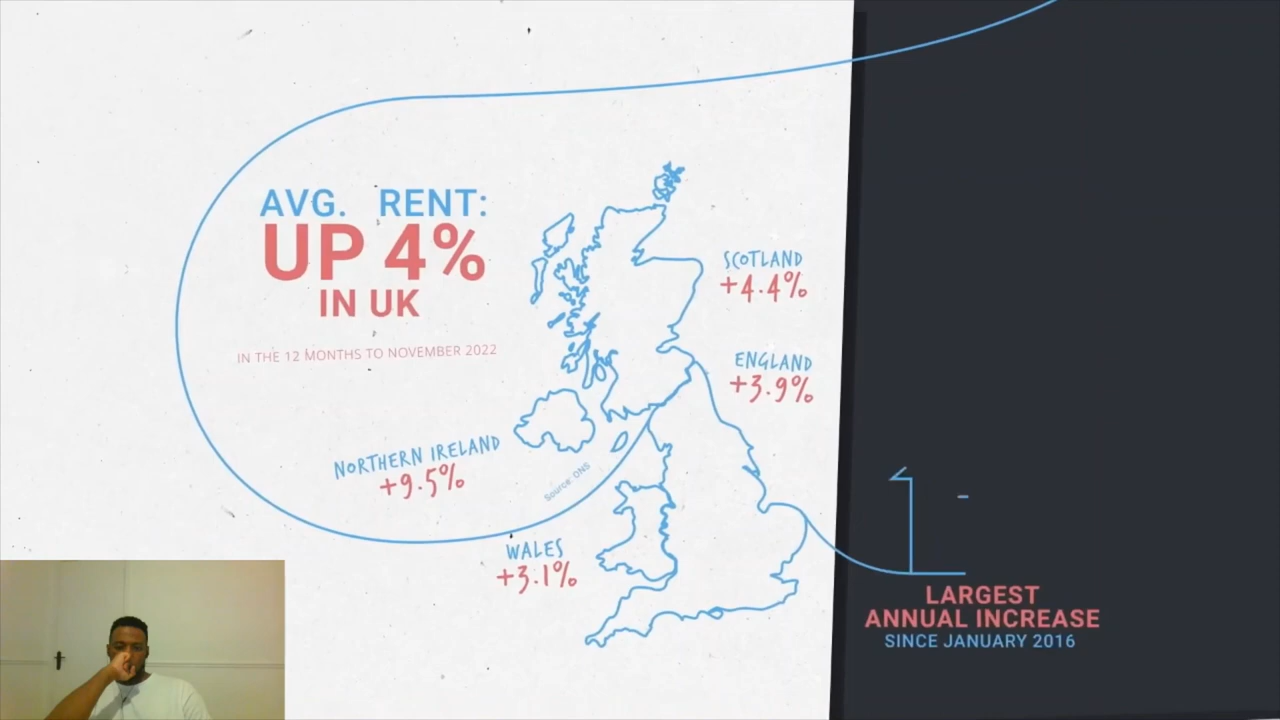 AVG. RENT:
UP 4%
IN UK
IN THE 12 MONTHS TO NOVEMBER 2022
SCOTLAND
+4.4%
ENGLAND
+3.9%
NORTHERN IRELAND
+9.5%
Source: ONS
WALES
+3.1%
1
LARGEST
ANNUAL INCREASE
SINCE JANUARY 2016